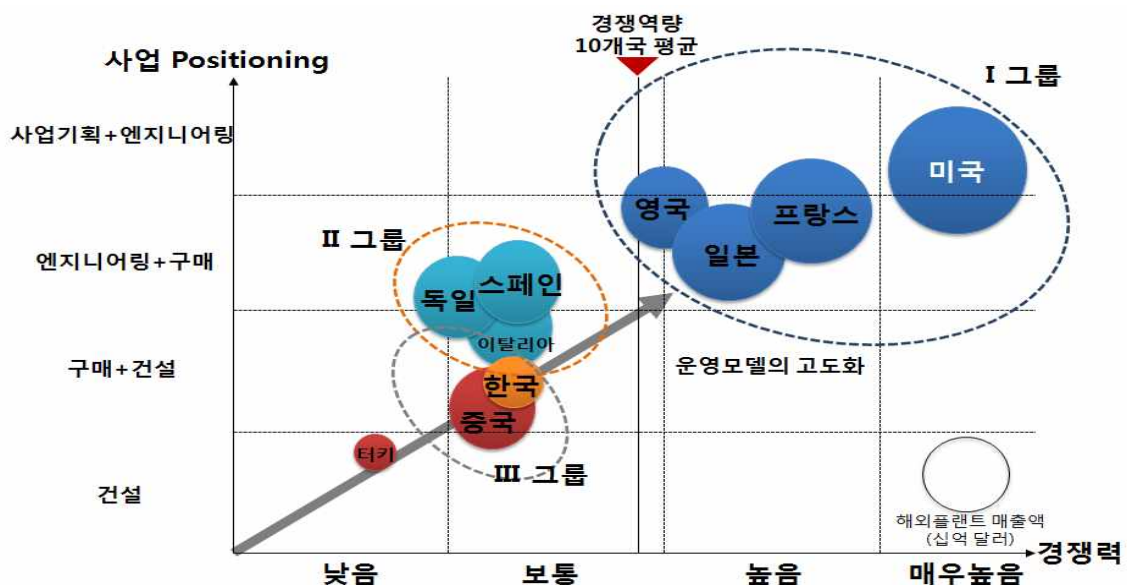 경쟁역량
10개국 평균
사업 Positioning
I 그룹
사업기획+엔지니어링
미국
영국
프랑스
일본
II 그룹
엔지니어링+구매
스페인
독일
이탈리아
구매+건설
운영모델의 고도화
한국
중국
터키
III 그룹
건설
해외플랜트 매출액
(십억 달러)
경쟁력
낮음
보통
높음
매우높음